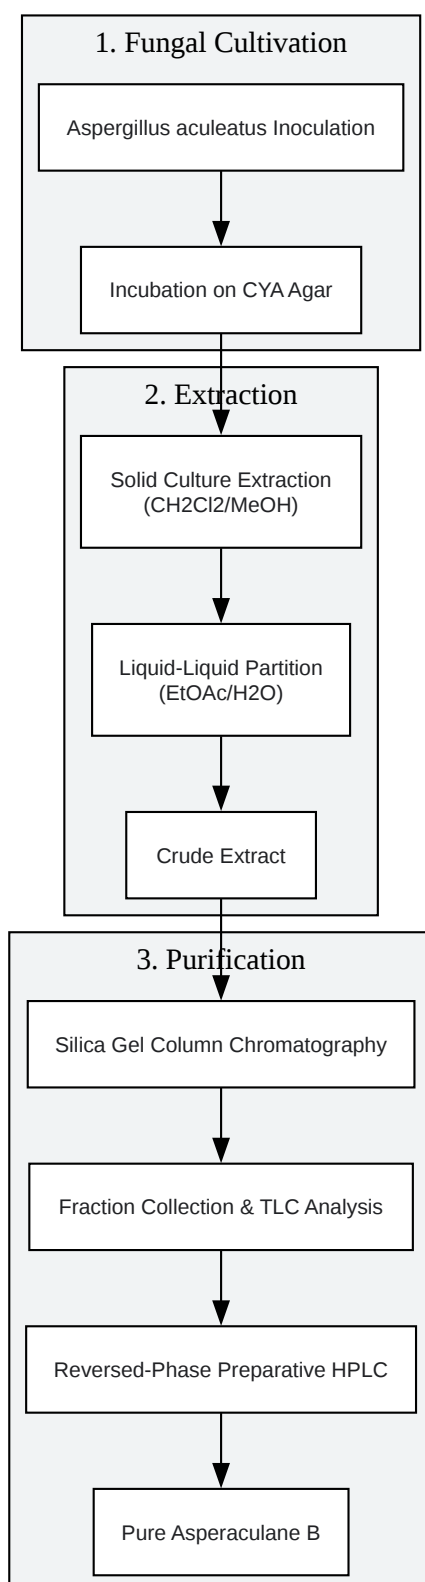 1. Fungal Cultivation
Aspergillus aculeatus Inoculation
Incubation on CYA Agar
2. Extraction
Solid Culture Extraction
(CH2Cl2/MeOH)
Liquid-Liquid Partition
(EtOAc/H2O)
Crude Extract
3. Purification
Silica Gel Column Chromatography
Fraction Collection & TLC Analysis
Reversed-Phase Preparative HPLC
Pure Asperaculane B